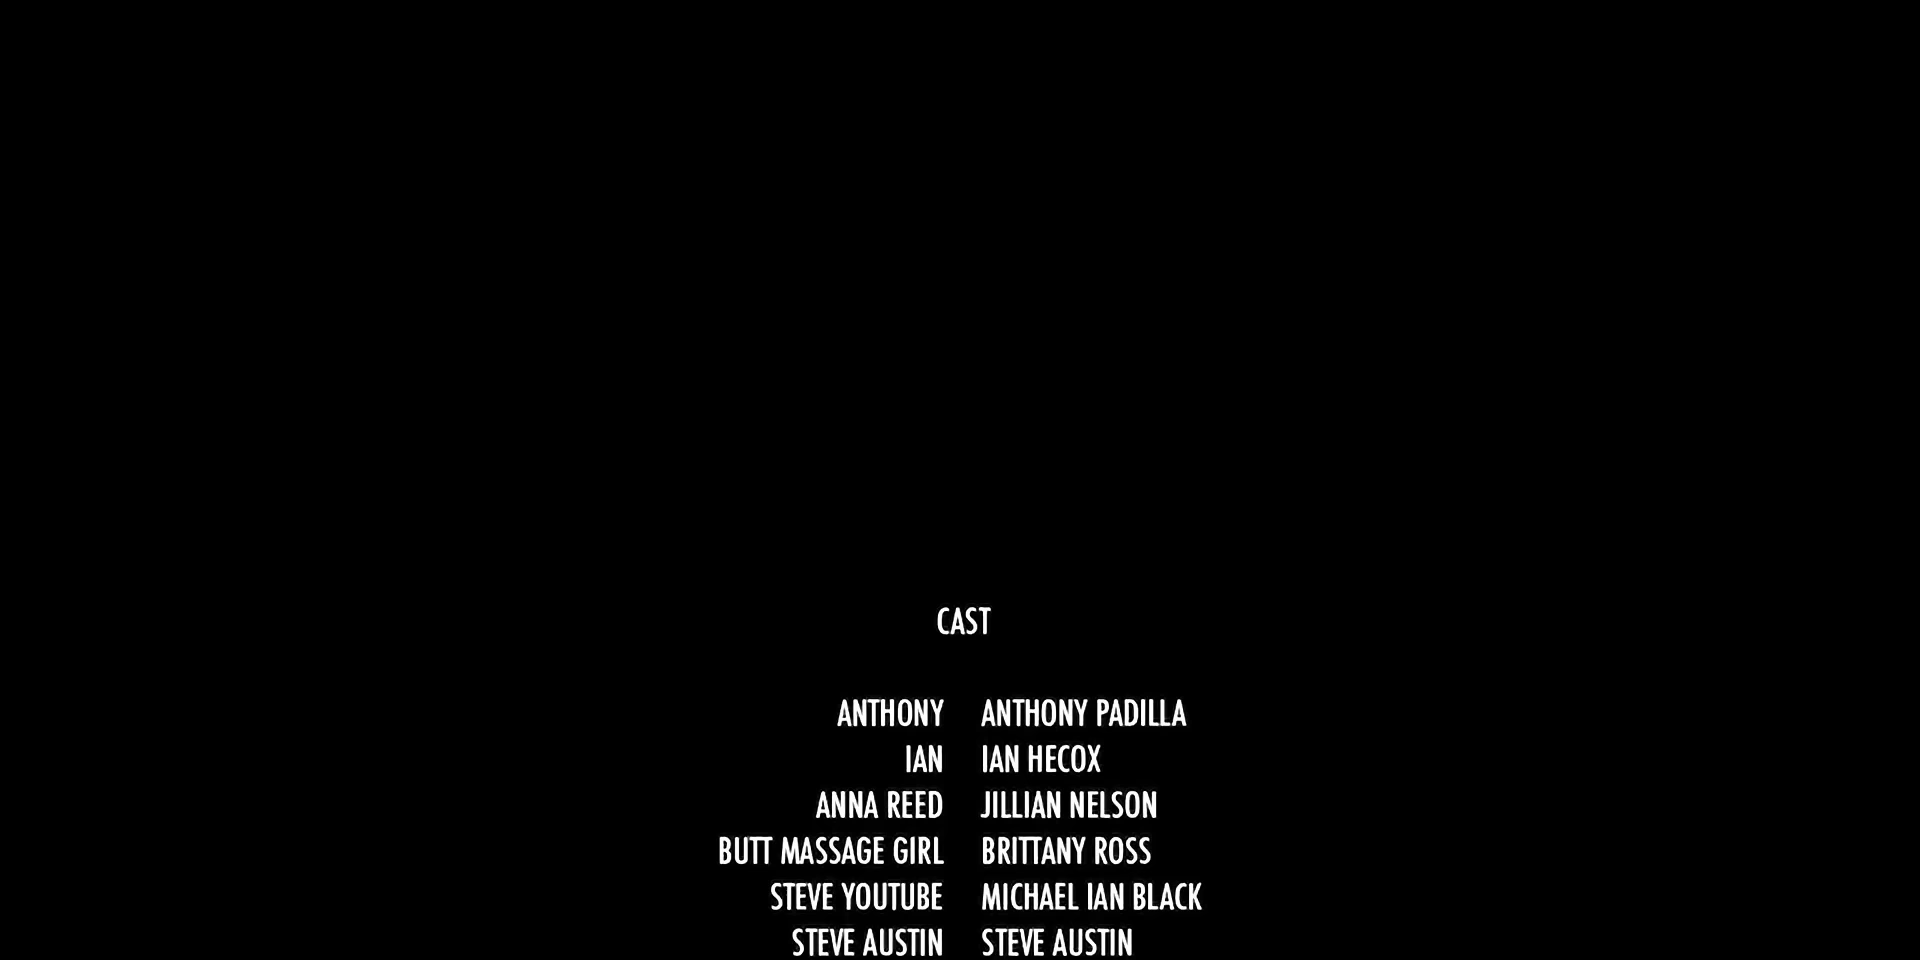 CAST
ANTHONY ANTHONY PADILLA
IAN IAN HECOX
ANNA REED JILLIAN NELSON
BUTT MASSAGE GIRL BRITTANY ROSS
STEVE YOUTUBE MICHAEL IAN BLACK
STEVE AUSTIN STEVE AUSTIN